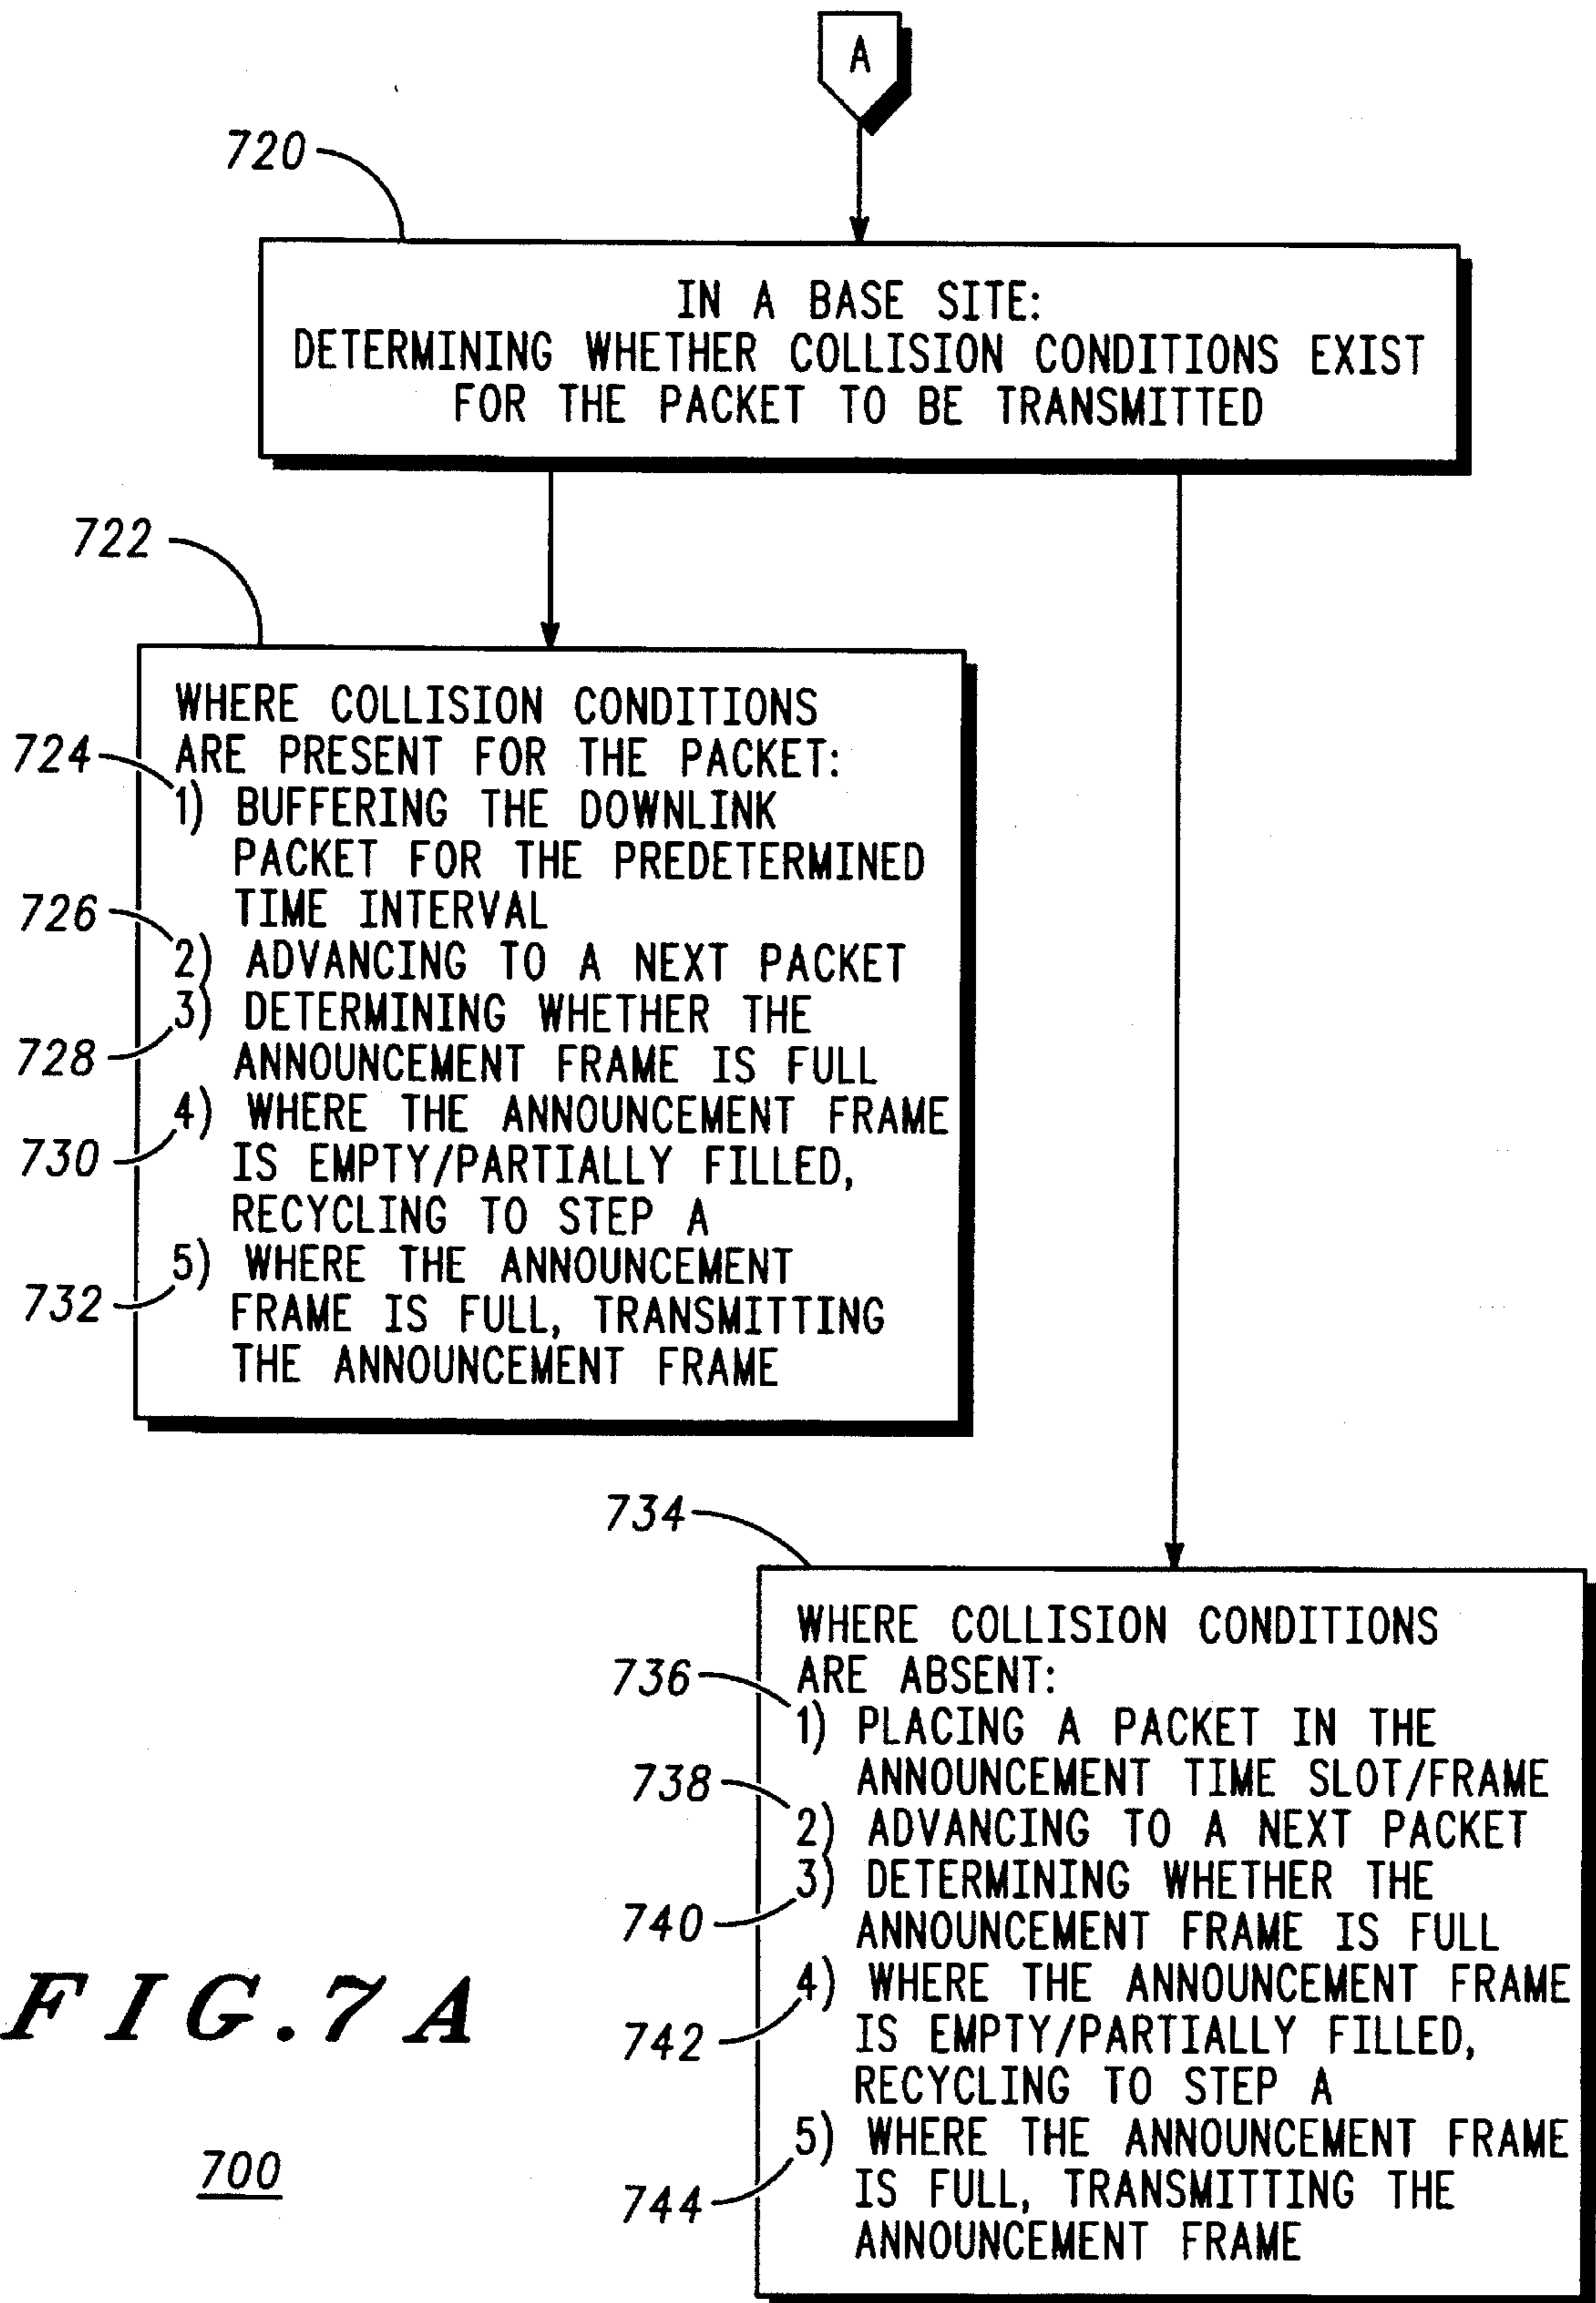 A
720
IN A BASE SITE:
DETERMINING WHETHER COLLISION CONDITIONS EXIST
FOR THE PACKET TO BE TRANSMITTED
722
WHERE COLLISION CONDITIONS
724 ARE PRESENT FOR THE PACKET:
1) BUFFERING THE DOWNLINK
PACKET FOR THE PREDETERMINED
726 TIME INTERVAL
2) ADVANCING TO A NEXT PACKET
3) DETERMINING WHETHER THE
728 ANNOUNCEMENT FRAME IS FULL
4) WHERE THE ANNOUNCEMENT FRAME
730 IS EMPTY/PARTIALLY FILLED,
RECYCLING TO STEP A
5) WHERE THE ANNOUNCEMENT
732 FRAME IS FULL, TRANSMITTING
THE ANNOUNCEMENT FRAME
734
WHERE COLLISION CONDITIONS
736 ARE ABSENT:
1) PLACING A PACKET IN THE
738 ANNOUNCEMENT TIME SLOT/FRAME
2) ADVANCING TO A NEXT PACKET
3) DETERMINING WHETHER THE
740 ANNOUNCEMENT FRAME IS FULL
4) WHERE THE ANNOUNCEMENT FRAME
742 IS EMPTY/PARTIALLY FILLED,
RECYCLING TO STEP A
5) WHERE THE ANNOUNCEMENT FRAME
744 IS FULL, TRANSMITTING THE
ANNOUNCEMENT FRAME
FIG.7A
700